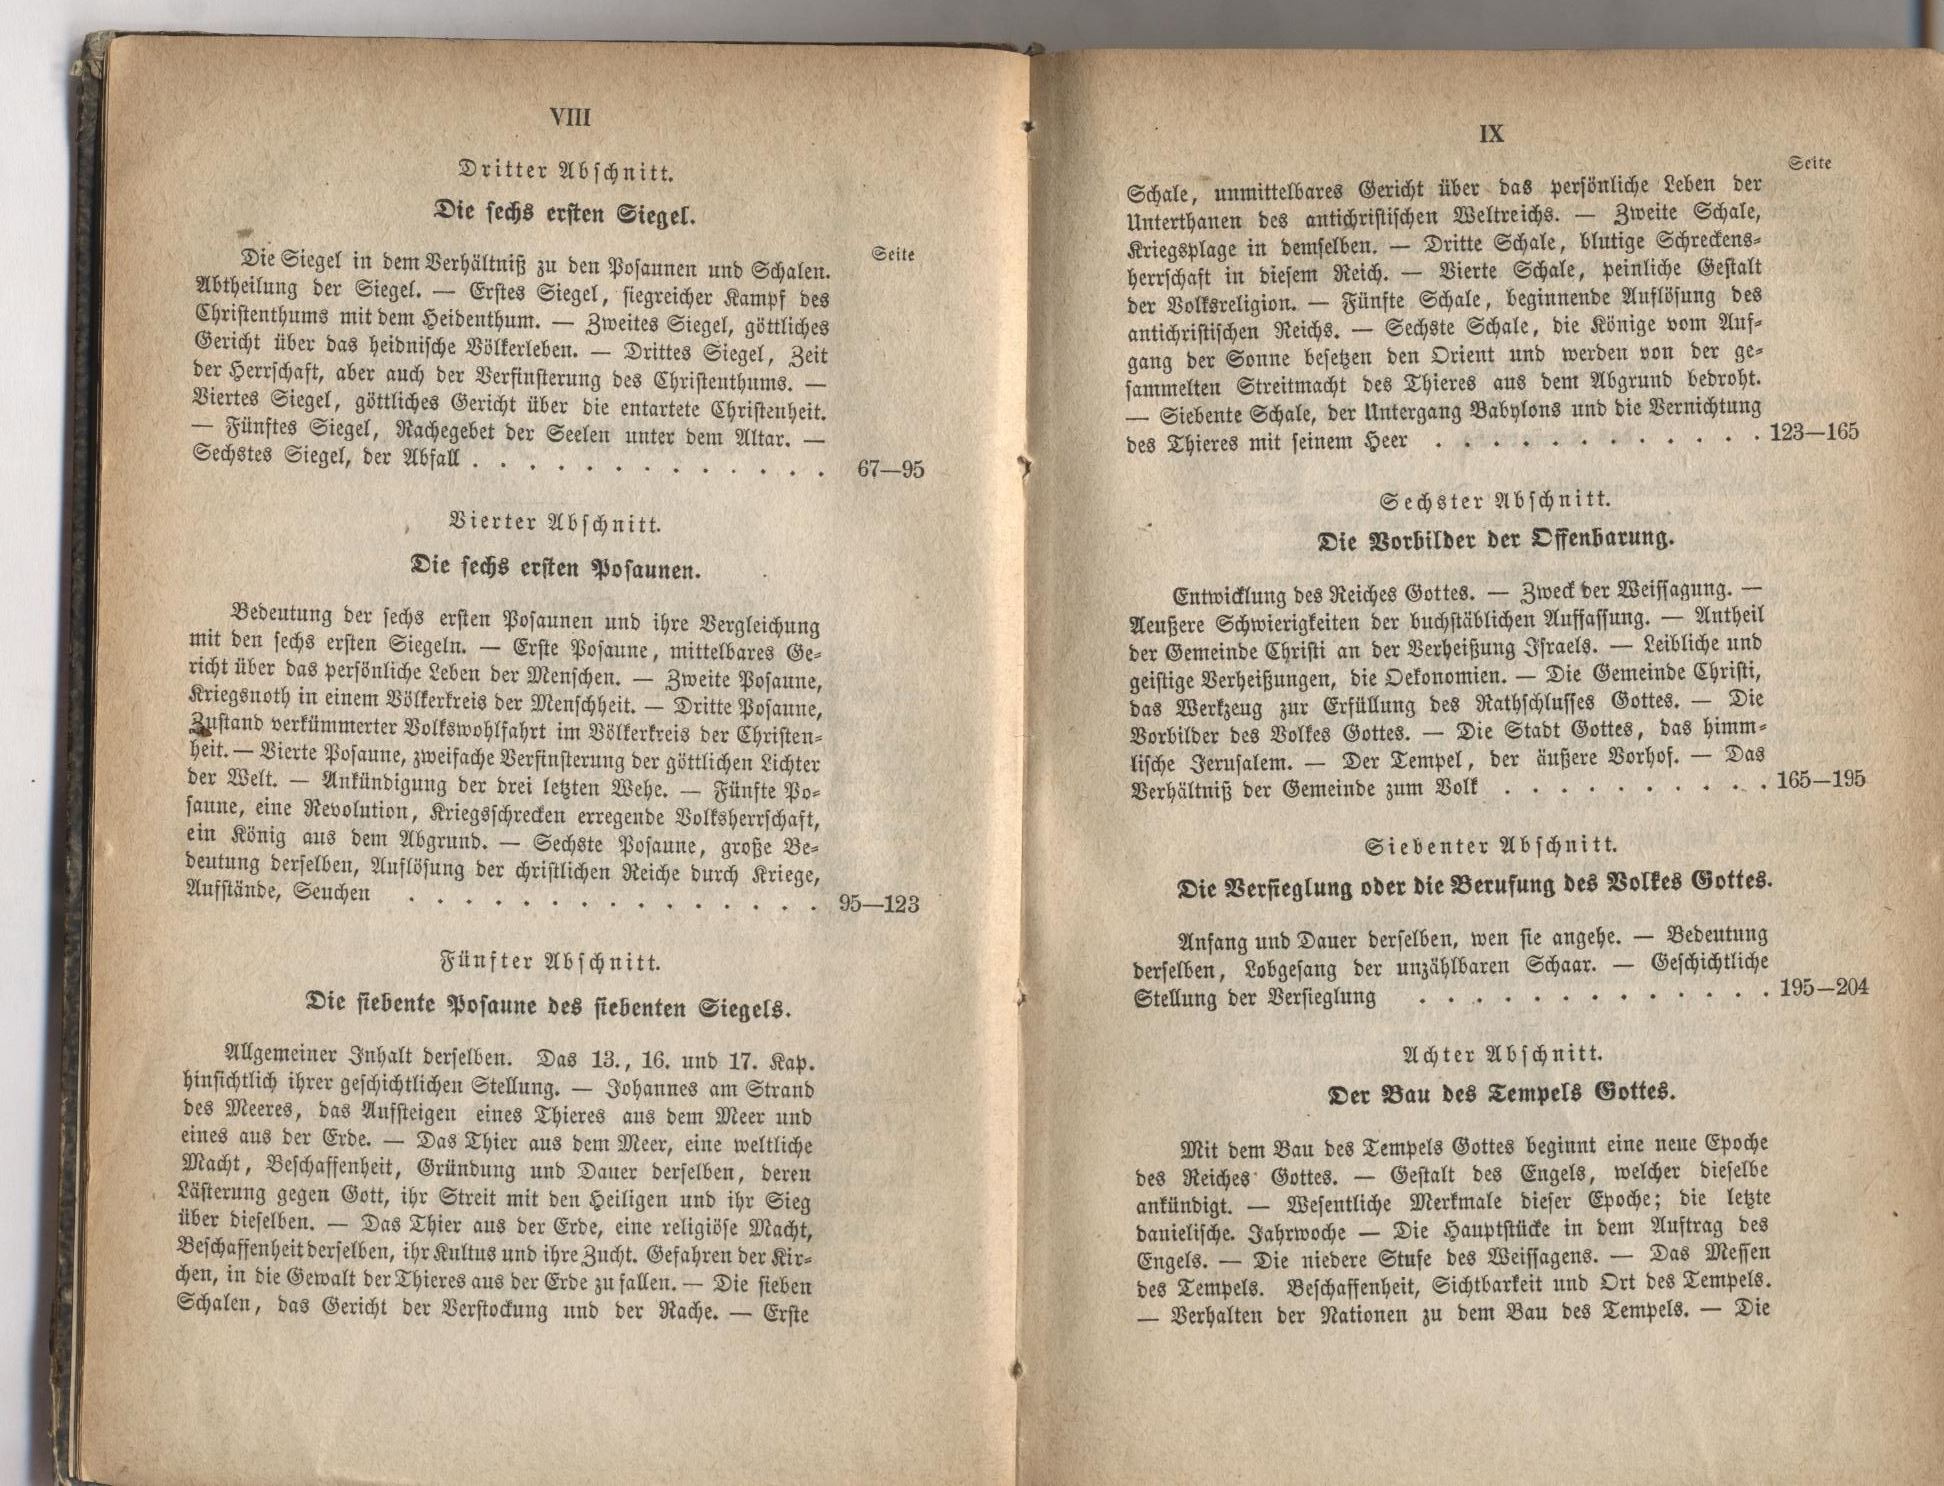 VIII
Dritter Abschnitt.
Die sechs ersten Siegel.
Seite
Die Siegel in dem Verhältniß zu den Posaunen und Schalen.
Abtheilung der Siegel. — Erstes Siegel, siegreicher Kampf des
Christenthums mit dem Heidenthum. — Zweites Siegel, göttliches
Gericht über das heidnische Völkerleben. — Drittes Siegel, Zeit
der Herrschaft, aber auch der Verfinsterung des Christenthums. —
Viertes Siegel, göttliches Gericht über die entartete Christenheit.
— Fünftes Siegel, Rachegebet der Seelen unter dem Altar. —
Sechstes Siegel, der Abfall . . . . . . . . . . . . . 67—95
Vierter Abschnitt.
Die sechs ersten Posaunen.
Bedeutung der sechs ersten Posaunen und ihre Vergleichung
mit den sechs ersten Siegeln. — Erste Posaune, mittelbares Ge-
richt über das persönliche Leben der Menschen. — Zweite Posaune,
Kriegsnoth in einem Völkerkreis der Menschheit. — Dritte Posaune,
Zustand verkümmerter Volkswohlfahrt im Völkerkreis der Christen-
heit. — Vierte Posaune, zweifache Verfinsterung der göttlichen Lichter
der Welt. — Ankündigung der drei letzten Wehe. — Fünfte Po-
saune, eine Revolution, Kriegsschrecken erregende Volksherrschaft,
ein König aus dem Abgrund. — Sechste Posaune, große Be-
deutung derselben, Auflösung der christlichen Reiche durch Kriege,
Aufstände, Seuchen . . . . . . . . . . . . . . . 95—123
Fünfter Abschnitt.
Die siebente Posaune des siebenten Siegels.
Allgemeiner Inhalt derselben. Das 13., 16. und 17. Kap.
hinsichtlich ihrer geschichtlichen Stellung. — Johannes am Strand
des Meeres, das Aufsteigen eines Thieres aus dem Meer und
eines aus der Erde. — Das Thier aus dem Meer, eine weltliche
Macht, Beschaffenheit, Gründung und Dauer derselben, deren
Lästerung gegen Gott, ihr Streit mit den Heiligen und ihr Sieg
über dieselben. — Das Thier aus der Erde, eine religiöse Macht,
Beschaffenheit derselben, ihr Kultus und ihre Zucht. Gefahren der Kir-
chen, in die Gewalt der Thieres aus der Erde zu fallen. — Die sieben
Schalen, das Gericht der Verstockung und der Rache. — Erste
IX
Seite
Schale, unmittelbares Gericht über das persönliche Leben der
Unterthanen des antichristischen Weltreichs. — Zweite Schale,
Kriegsplage in demselben. — Dritte Schale, blutige Schreckens-
herrschaft in diesem Reich. — Vierte Schale, peinliche Gestalt
der Volksreligion. — Fünfte Schale, beginnende Auflösung des
antichristischen Reichs. — Sechste Schale, die Könige vom Auf-
gang der Sonne besetzen den Orient und werden von der ge-
sammelten Streitmacht des Thieres aus dem Abgrund bedroht.
— Siebente Schale, der Untergang Babylons und die Vernichtung
des Thieres mit seinem Heer . . . . . . . . . . . . 123—165
Sechster Abschnitt.
Die Vorbilder der Offenbarung.
Entwicklung des Reiches Gottes. — Zweck der Weissagung. —
Aeußere Schwierigkeiten der buchstäblichen Auffassung. — Antheil
der Gemeinde Christi an der Verheißung Israels. — Leibliche und
geistige Verheißungen, die Oekonomien. — Die Gemeinde Christi,
das Werkzeug zur Erfüllung des Rathschlusses Gottes. — Die
Vorbilder des Volkes Gottes. — Die Stadt Gottes, das himm-
lische Jerusalem. — Der Tempel, der äußere Vorhof. — Das
Verhältniß der Gemeinde zum Volk . . . . . . . . . . 165—195
Siebenter Abschnitt.
Die Versieglung oder die Berufung des Volkes Gottes.
Anfang und Dauer derselben, wen sie angehe. — Bedeutung
derselben, Lobgesang der unzählbaren Schaar. — Geschichtliche
Stellung der Versieglung . . . . . . . . . . . . . 195—204
Achter Abschnitt.
Der Bau des Tempels Gottes.
Mit dem Bau des Tempels Gottes beginnt eine neue Epoche
des Reiches Gottes. — Gestalt des Engels, welcher dieselbe
ankündigt. — Wesentliche Merkmale dieser Epoche; die letzte
danielische. Jahrwoche — Die Hauptstücke in dem Auftrag des
Engels. — Die niedere Stufe des Weissagens. — Das Messen
des Tempels. Beschaffenheit, Sichtbarkeit und Ort des Tempels.
— Verhalten der Nationen zu dem Bau des Tempels. — Die